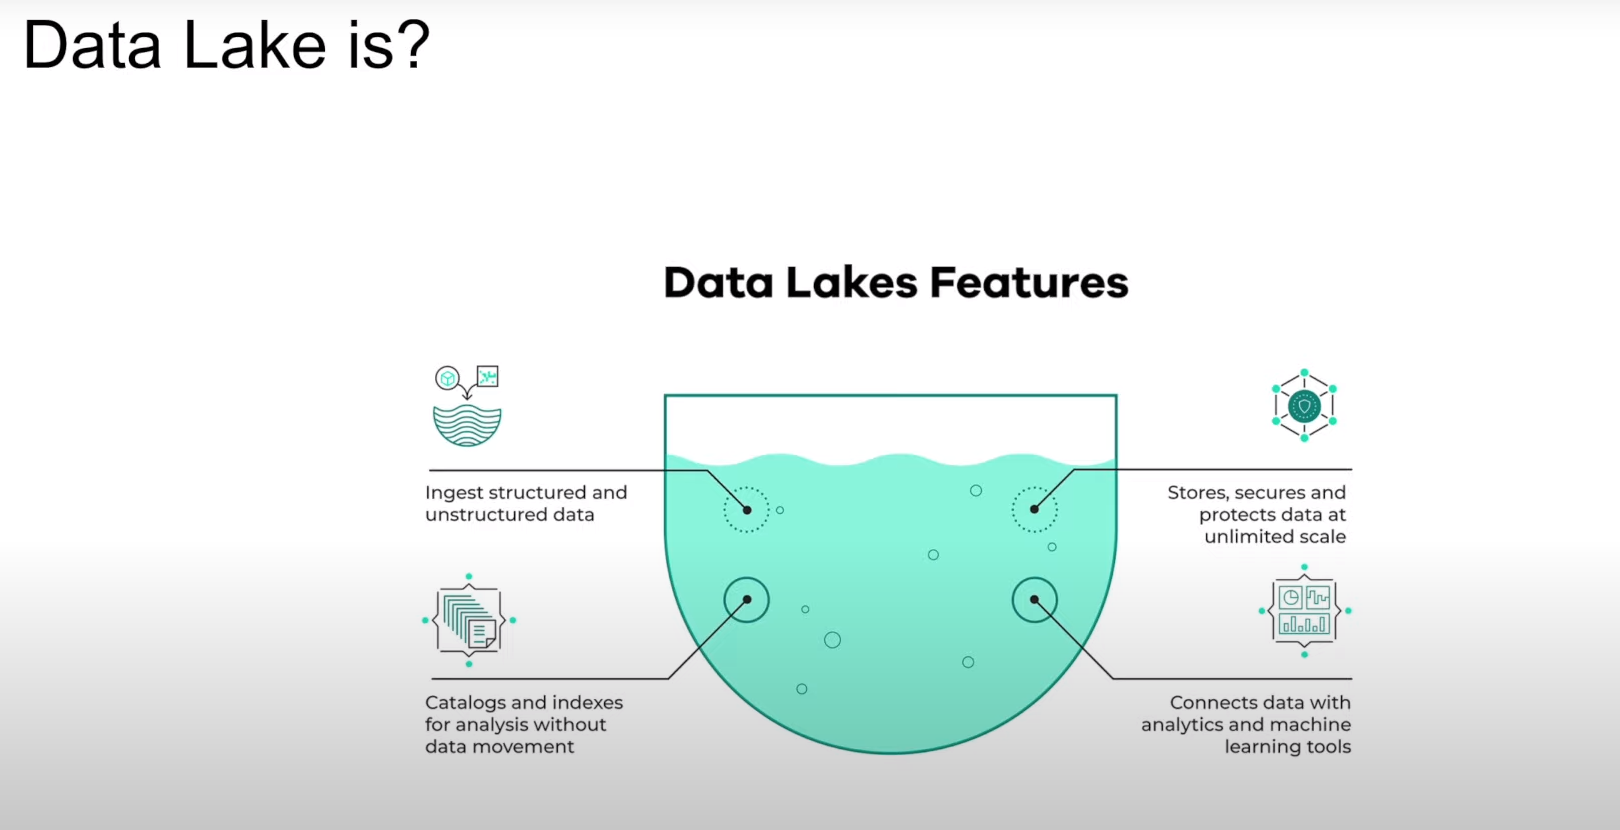 Data Lake is?
Data Lakes Features
Ingest structured and
unstructured data
Stores, secures and
protects data at
unlimited scale
Catalogs and indexes
for analysis without
data movement
Connects data with
analytics and machine
learning tools